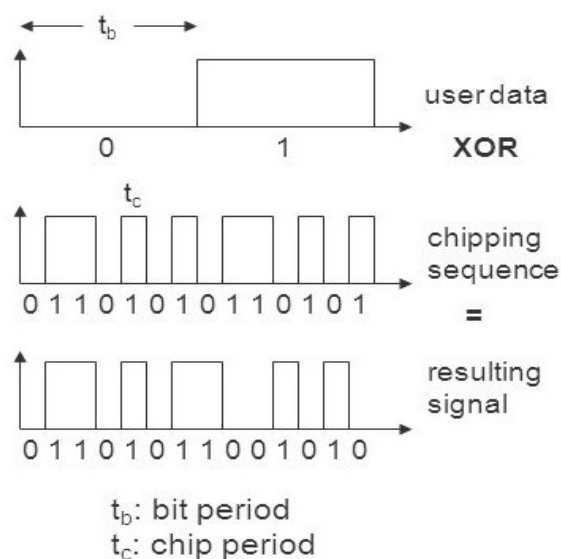 t_b
user data
0 1
XOR
t_c
chipping
sequence
0 1 1 0 1 0 1 0 1 1 0 1 0 1
=
resulting
signal
0 1 1 0 1 0 1 1 0 0 1 0 1 0
t_b: bit period
t_c: chip period